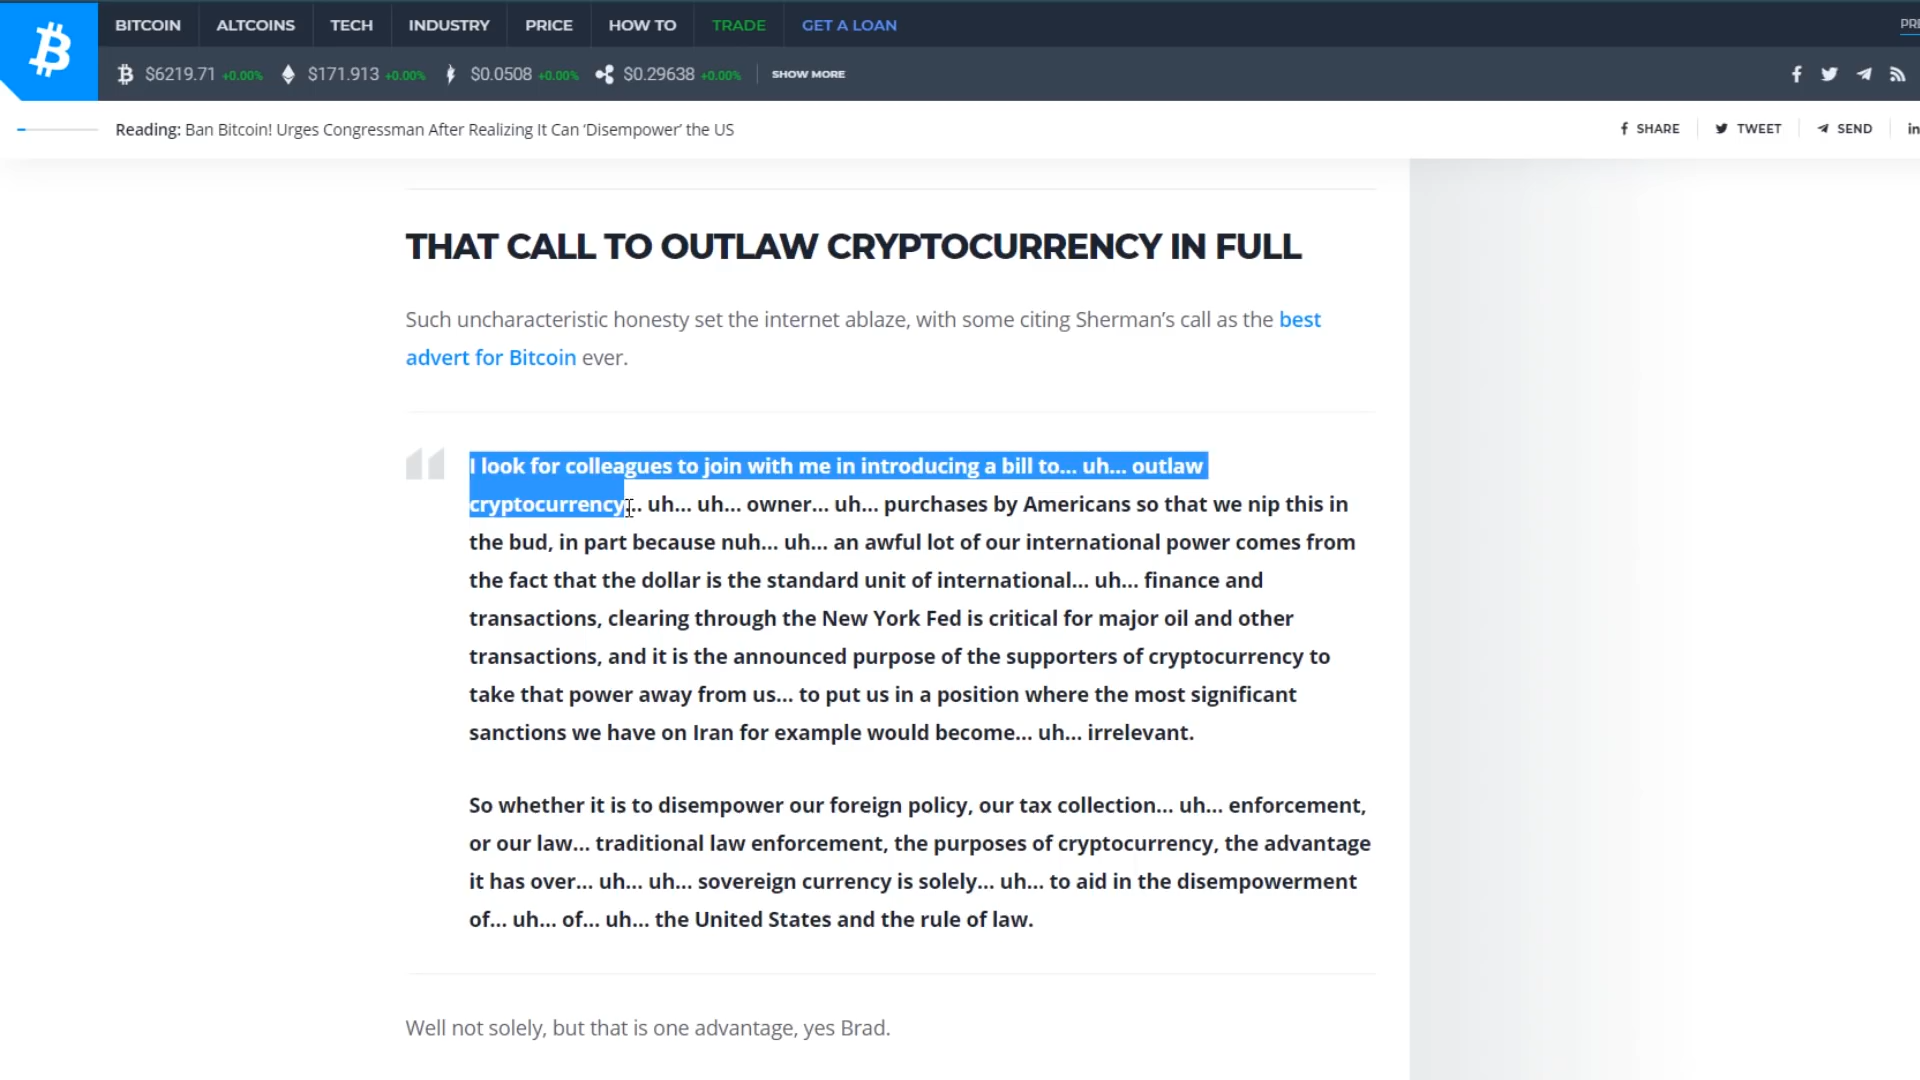 BITCOIN ALTCOINS TECH INDUSTRY PRICE HOW TO TRADE GET A LOAN
$6219.71 +0.00% $171.913 +0.00% $0.0508 +0.00% $0.29638 +0.00% SHOW MORE
Reading: Ban Bitcoin! Urges Congressman After Realizing It Can ‘Disempower’ the US SHARE TWEET SEND
THAT CALL TO OUTLAW CRYPTOCURRENCY IN FULL
Such uncharacteristic honesty set the internet ablaze, with some citing Sherman’s call as the best
advert for Bitcoin ever.
I look for colleagues to join with me in introducing a bill to… uh… outlaw
cryptocurrency… uh… uh… owner… uh… purchases by Americans so that we nip this in
the bud, in part because nuh… uh… an awful lot of our international power comes from
the fact that the dollar is the standard unit of international… uh… finance and
transactions, clearing through the New York Fed is critical for major oil and other
transactions, and it is the announced purpose of the supporters of cryptocurrency to
take that power away from us… to put us in a position where the most significant
sanctions we have on Iran for example would become… uh… irrelevant.
So whether it is to disempower our foreign policy, our tax collection… uh… enforcement,
or our law… traditional law enforcement, the purposes of cryptocurrency, the advantage
it has over… uh… uh… sovereign currency is solely… uh… to aid in the disempowerment
of… uh… of… uh… the United States and the rule of law.
Well not solely, but that is one advantage, yes Brad.